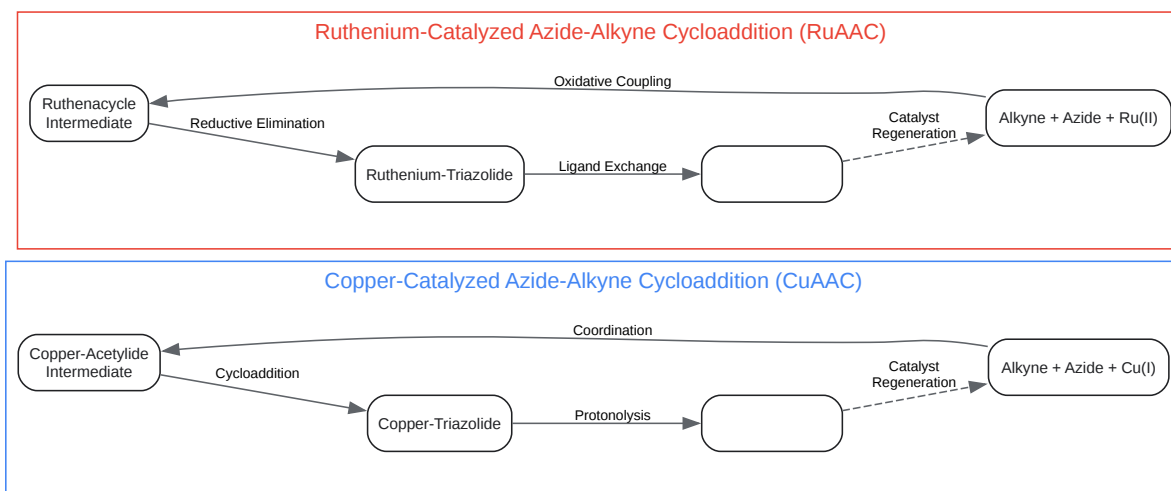 Ruthenium-Catalyzed Azide-Alkyne Cycloaddition (RuAAC)
Oxidative Coupling
Ruthenacycle
Intermediate
Reductive Elimination
Catalyst
Regeneration
Alkyne + Azide + Ru(II)
Ruthenium-Triazolide
Ligand Exchange
Copper-Catalyzed Azide-Alkyne Cycloaddition (CuAAC)
Coordination
Copper-Acetylide
Intermediate
Cycloaddition
Catalyst
Regeneration
Alkyne + Azide + Cu(I)
Copper-Triazolide
Protonolysis